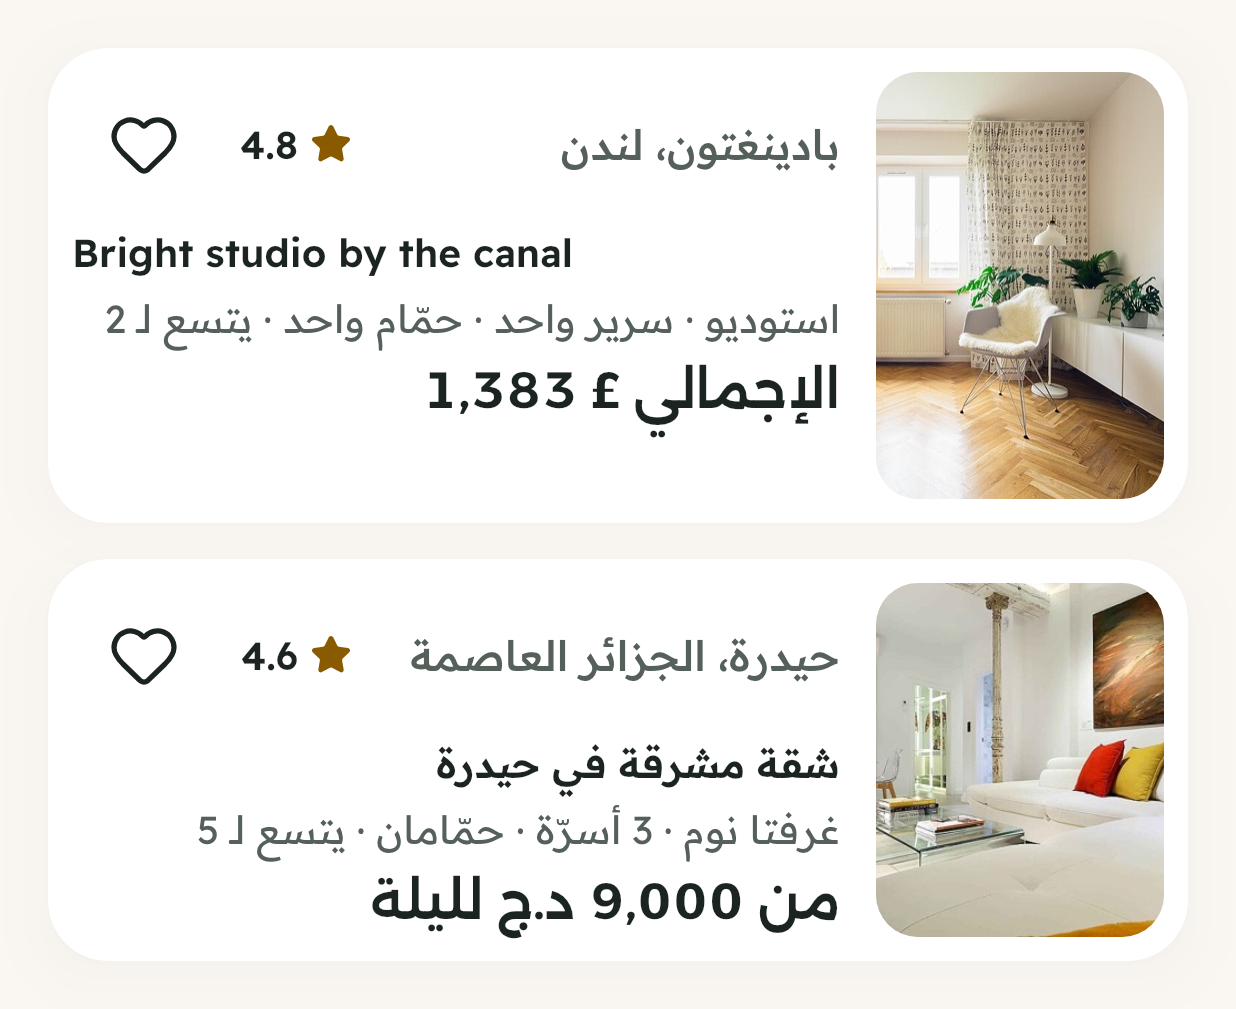 بادينغتون، لندن
4.8
Bright studio by the canal
استوديو · سرير واحد · حمّام واحد · يتسع لـ 2
الإجمالي £ 1,383
حيدرة، الجزائر العاصمة
4.6
شقة مشرقة في حيدرة
غرفتا نوم · 3 أسرّة · حمّامان · يتسع لـ 5
من 9,000 د.ج لليلة